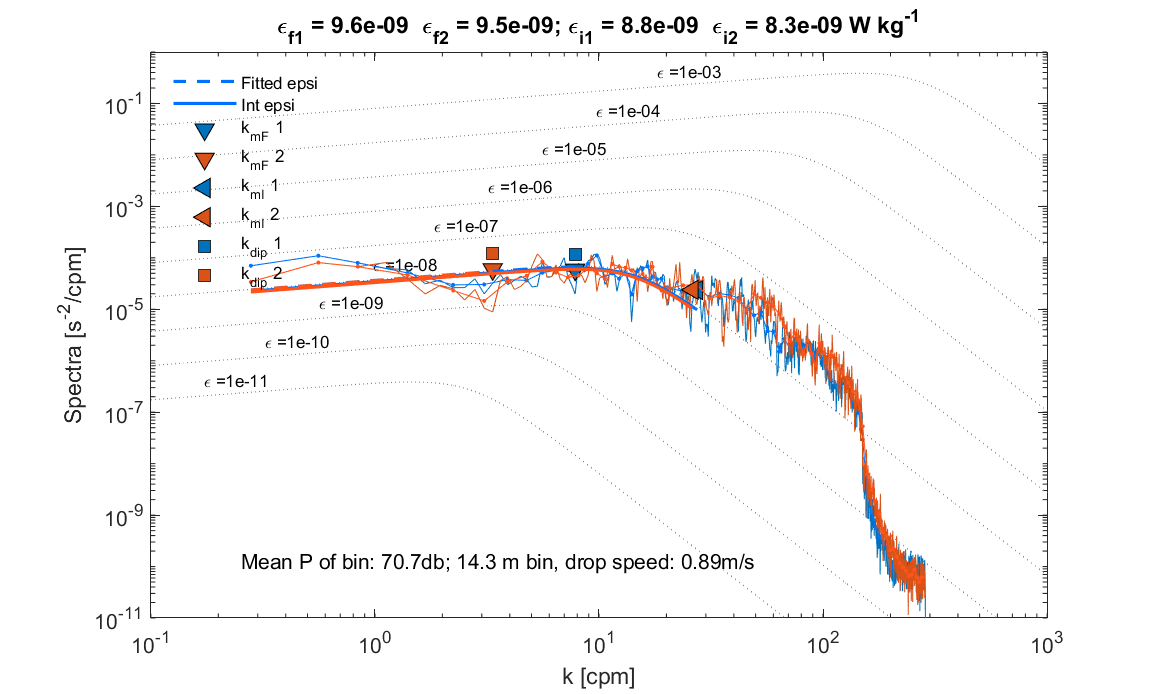 ϵf1 = 9.6e-09 ϵf2 = 9.5e-09; ϵi1 = 8.8e-09 ϵi2 = 8.3e-09 W kg-1
Fitted epsi
Int epsi
kmF 1
kmF 2
kmI 1
kmI 2
kdip 1
kdip 2
ϵ =1e-03
ϵ =1e-04
ϵ =1e-05
ϵ =1e-06
ϵ =1e-07
ϵ =1e-08
ϵ =1e-09
ϵ =1e-10
ϵ =1e-11
Mean P of bin: 70.7db; 14.3 m bin, drop speed: 0.89m/s
Spectra [s-2/cpm]
10-1
10-3
10-5
10-7
10-9
10-11
10-1 100 101 102 103
k [cpm]